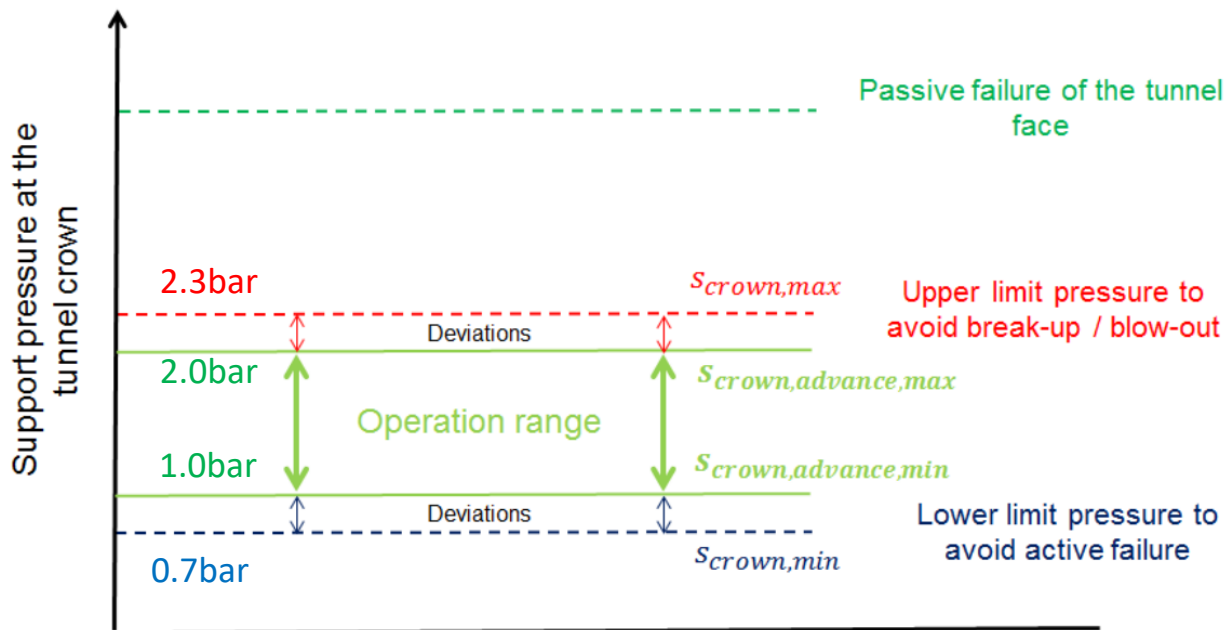 Support pressure at the
tunnel crown
Passive failure of the tunnel
face
2.3bar
s_crown,max
Upper limit pressure to
avoid break-up / blow-out
Deviations
2.0bar
s_crown,advance,max
Operation range
1.0bar
s_crown,advance,min
Deviations
Lower limit pressure to
avoid active failure
s_crown,min
0.7bar